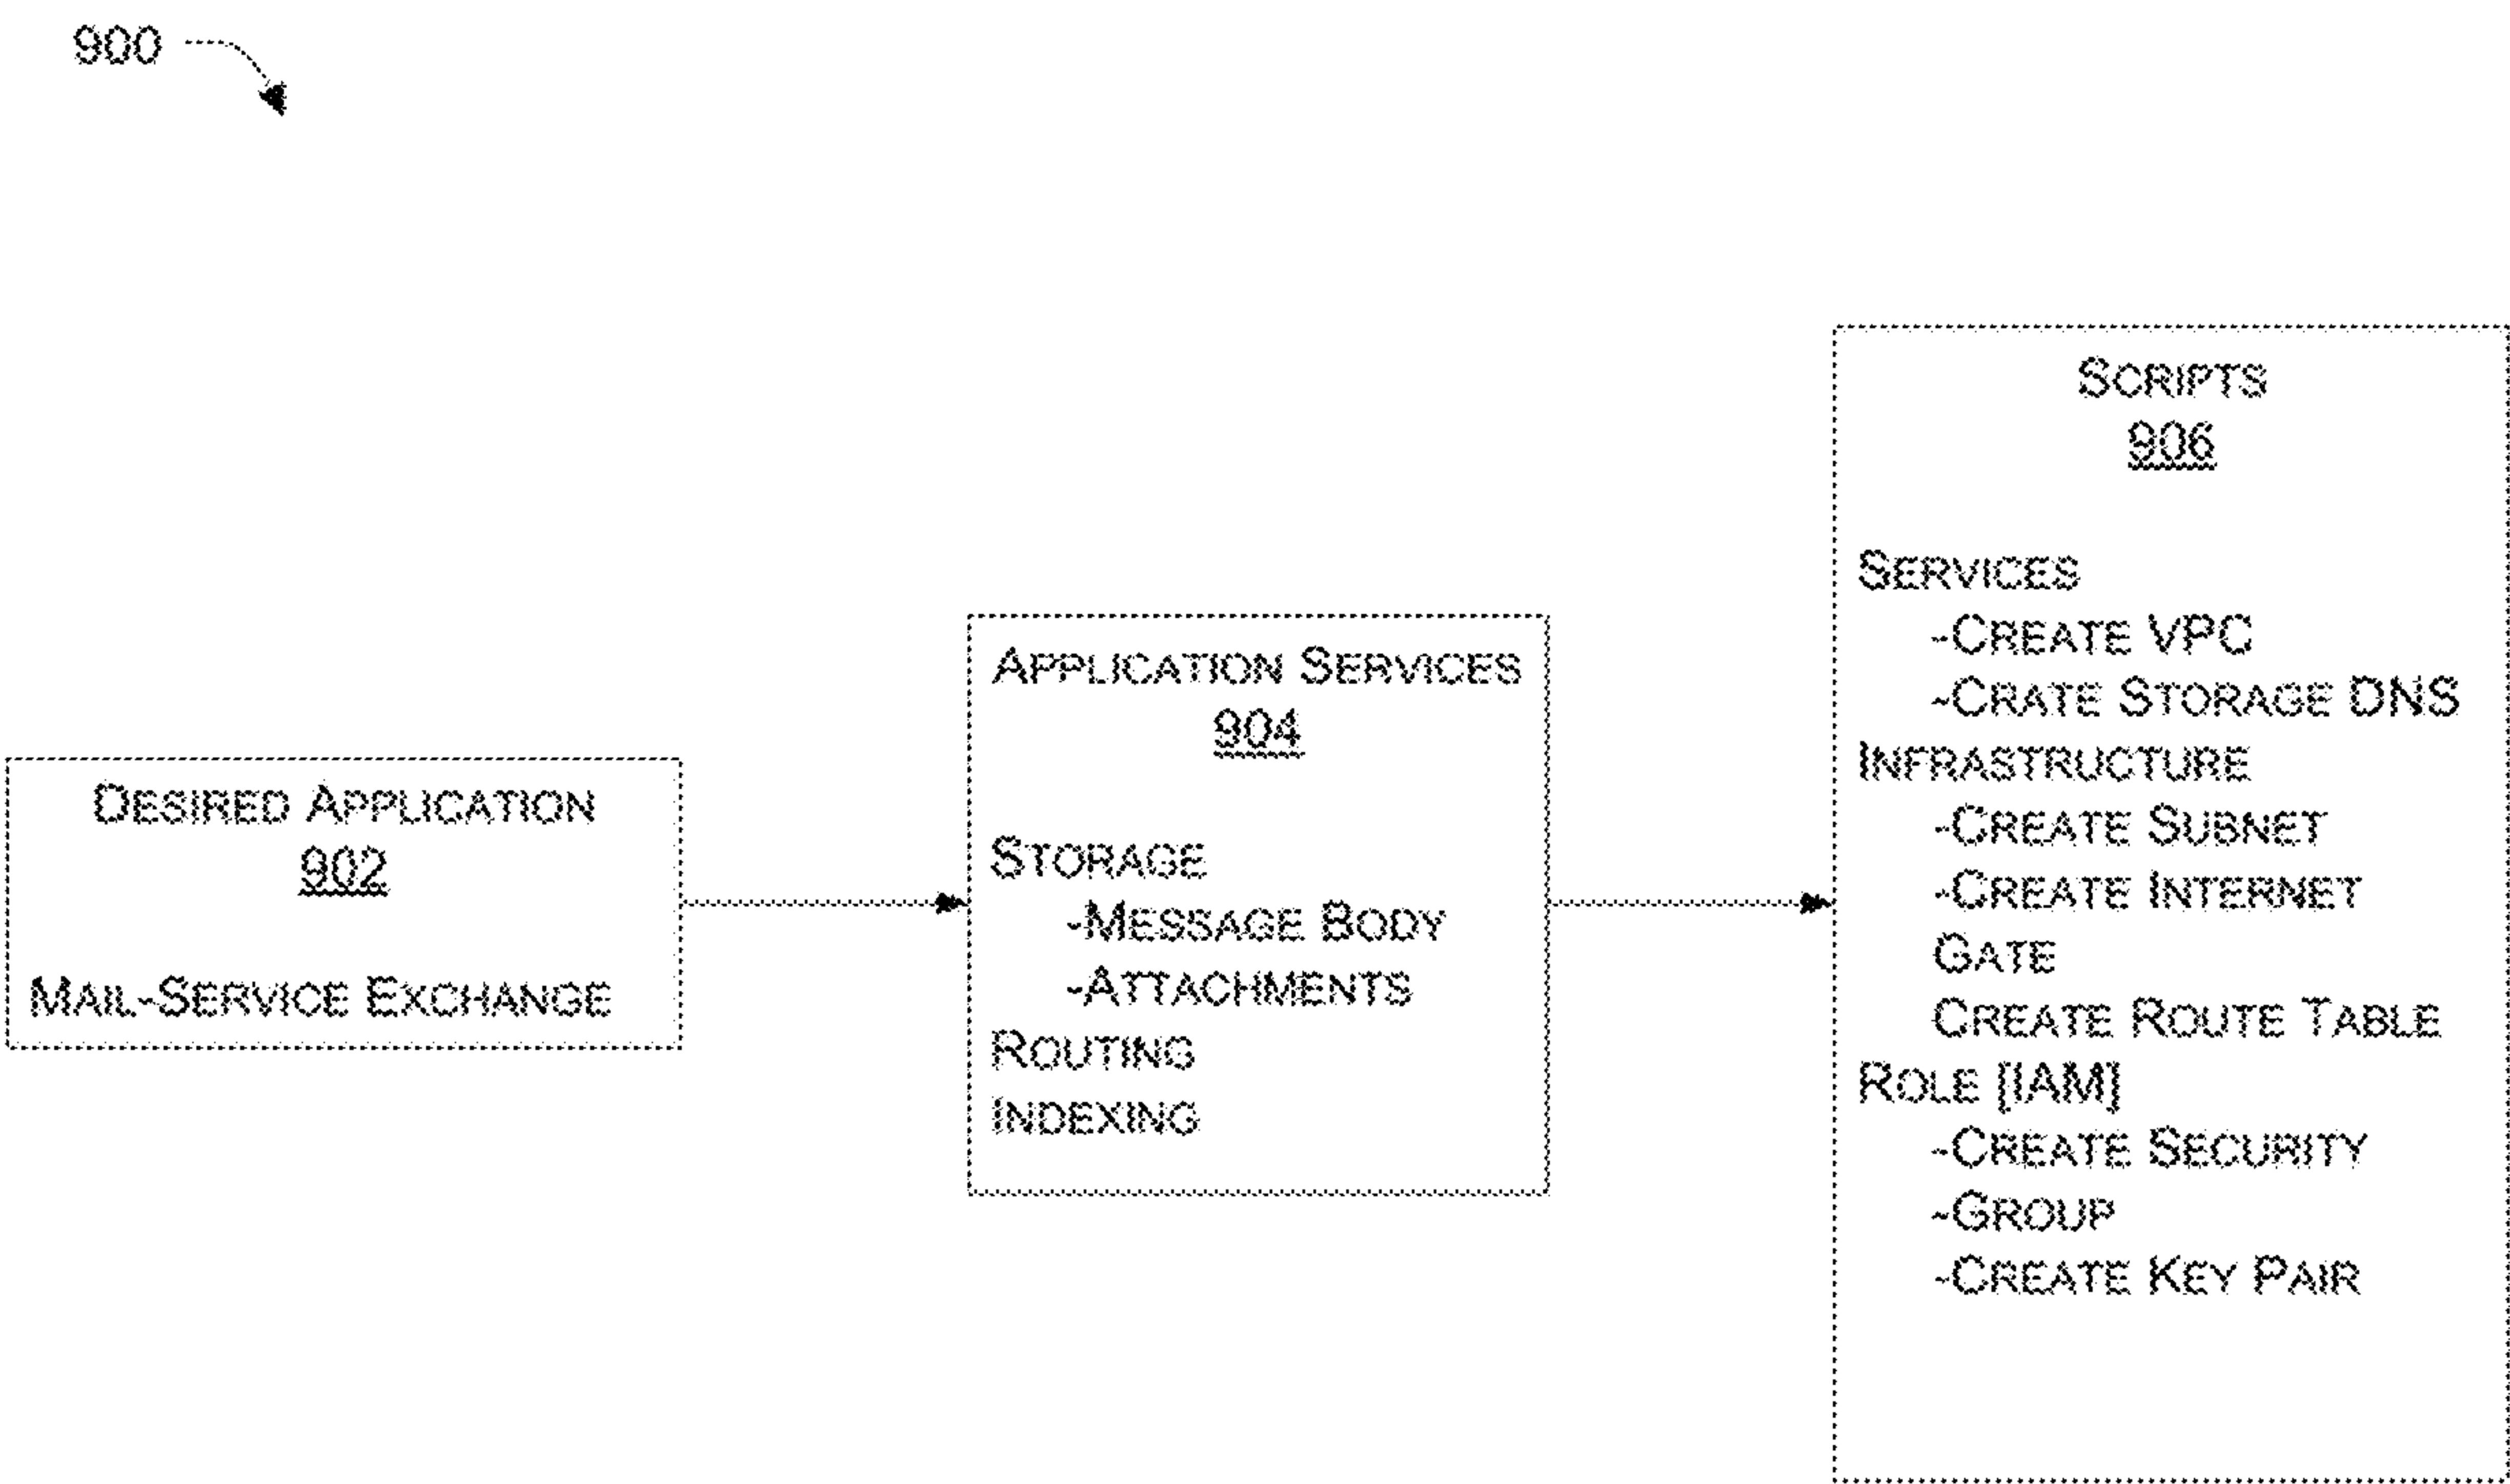 900
DESIRED APPLICATION
902
MAIL-SERVICE EXCHANGE
APPLICATION SERVICES
904
STORAGE
-MESSAGE BODY
-ATTACHMENTS
ROUTING
INDEXING
SCRIPTS
906
SERVICES
-CREATE VPC
-CRATE STORAGE DNS
INFRASTRUCTURE
-CREATE SUBNET
-CREATE INTERNET
GATE
CREATE ROUTE TABLE
ROLE [IAM]
-CREATE SECURITY
-GROUP
-CREATE KEY PAIR